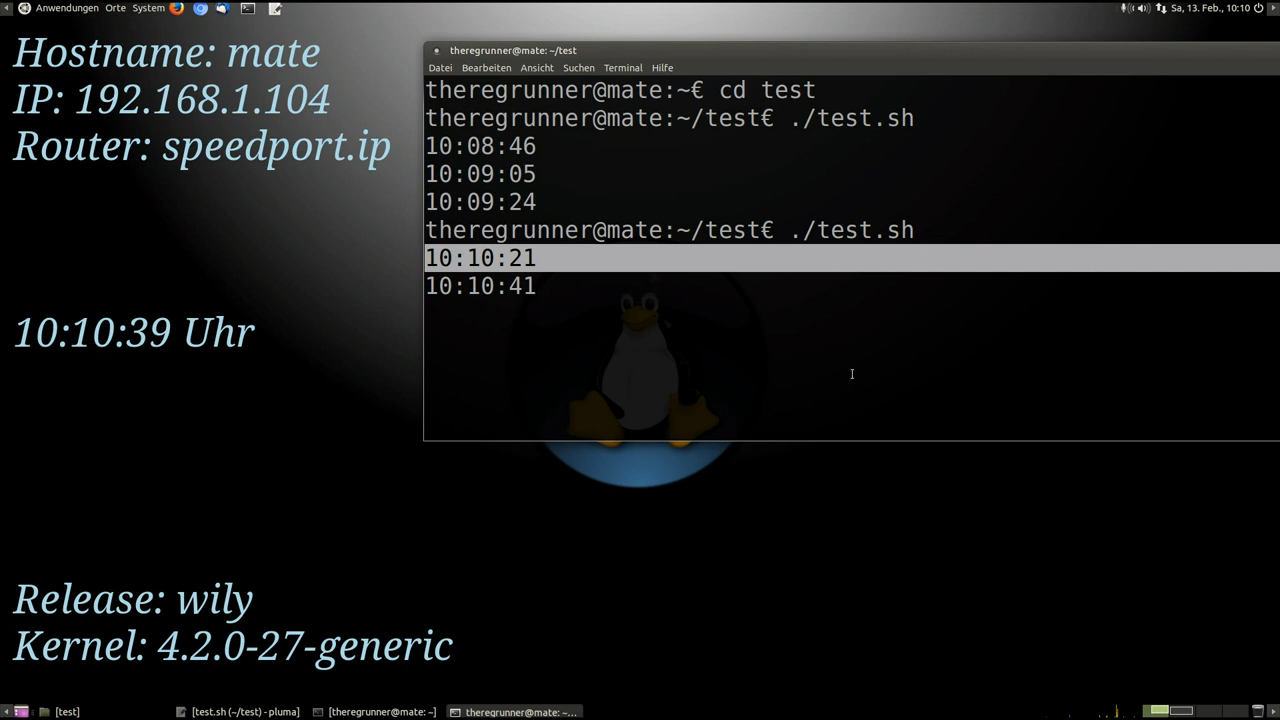 Anwendungen Orte System
Sa, 13. Feb., 10:10
Hostname: mate
IP: 192.168.1.104
Router: speedport.ip
10:10:39 Uhr
Release: wily
Kernel: 4.2.0-27-generic
theregrunner@mate: ~/test
Datei Bearbeiten Ansicht Suchen Terminal Hilfe
theregrunner@mate:~€ cd test
theregrunner@mate:~/test€ ./test.sh
10:08:46
10:09:05
10:09:24
theregrunner@mate:~/test€ ./test.sh
10:10:21
10:10:41
[test] [test.sh (~/test) - pluma] [theregrunner@mate: ~] theregrunner@mate: ~...